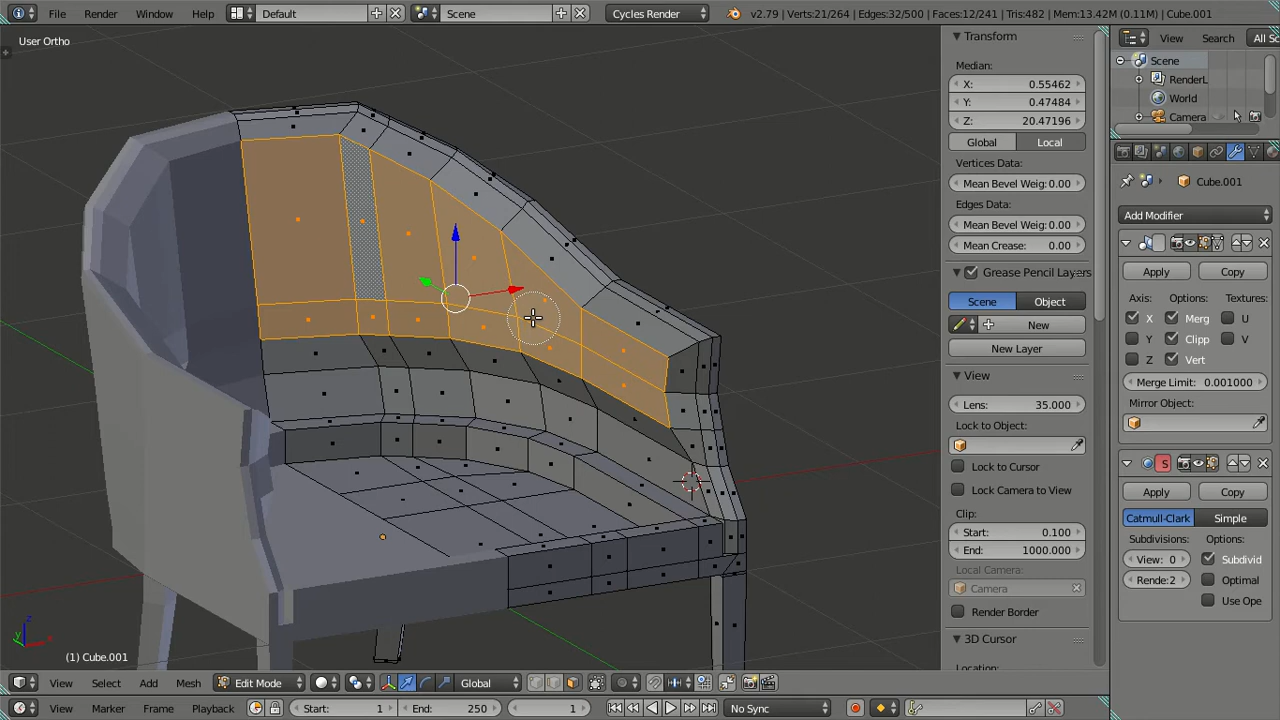 File Render Window Help Default Scene Cycles Render v2.79 | Verts:21/264 | Edges:32/500 | Faces:12/241 | Tris:482 | Mem:13.42M (0.11M) | Cube.001
User Ortho
Transform
Median:
X: 0.55462
Y: 0.47484
Z: 20.47196
Global Local
Vertices Data:
Mean Bevel Weig: 0.00
Edges Data:
Mean Bevel Weig: 0.00
Mean Crease: 0.00
Grease Pencil Layers
Scene Object
New
New Layer
View
Lens: 35.000
Lock to Object:
Lock to Cursor
Lock Camera to View
Clip:
Start: 0.100
End: 1000.000
Local Camera:
Camera
Render Border
3D Cursor
Location:
View Search All Sc
Scene
RenderL
World
Camera
Cube.001
Add Modifier
Apply Copy
Axis: Options: Textures:
X Merg U
Y Clipp V
Z Vert
Merge Limit: 0.001000
Mirror Object:
S
Apply Copy
Catmull-Clark Simple
Subdivisions: Options:
View: 0 Subdivid
Rende: 2 Optimal
Use Ope
z
y x
(1) Cube.001
View Select Add Mesh Edit Mode Global
View Marker Frame Playback Start: 1 End: 250 1 No Sync